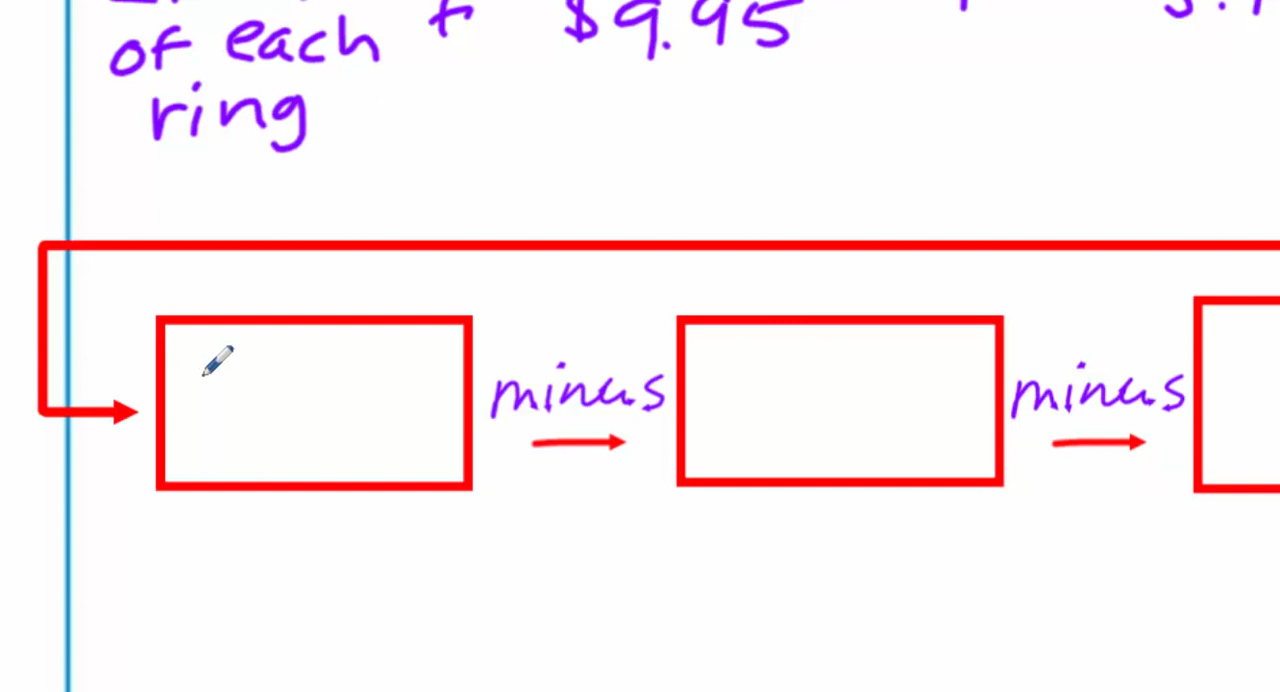 of each + $9.95
ring
minus minus